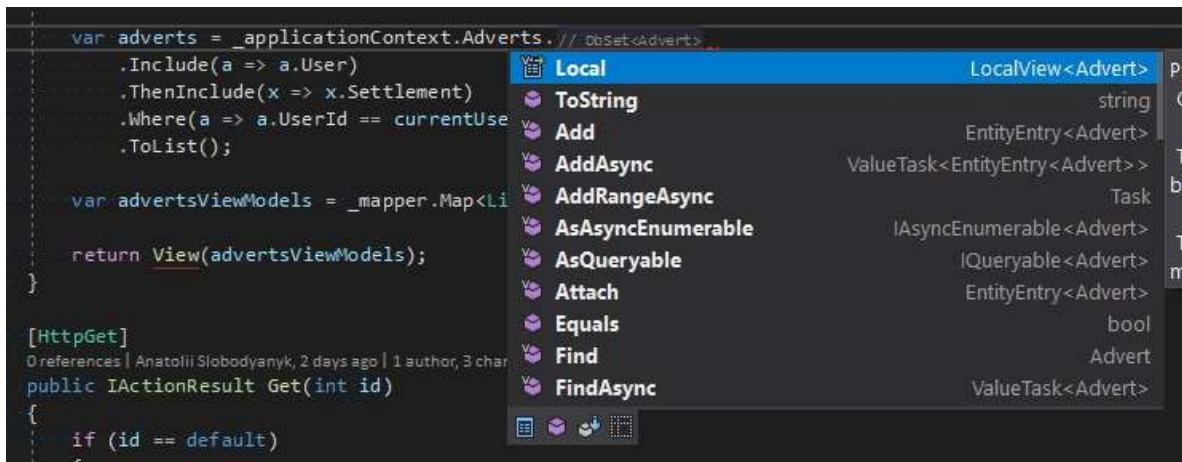 var adverts = _applicationContext.Adverts. // DbSet<Advert>
.Include(a => a.User)
.ThenInclude(x => x.Settlement)
.Where(a => a.UserId == currentUse
.ToList();
var advertsViewModels = _mapper.Map<Li
return View(advertsViewModels);
}
[HttpGet]
0 references | Anatolii Slobodyanyk, 2 days ago | 1 author, 3 chan
public IActionResult Get(int id)
{
if (id == default)
Local LocalView<Advert>
ToString string
Add EntityEntry<Advert>
AddAsync ValueTask<EntityEntry<Advert>>
AddRangeAsync Task
AsAsyncEnumerable IAsyncEnumerable<Advert>
AsQueryable IQueryable<Advert>
Attach EntityEntry<Advert>
Equals bool
Find Advert
FindAsync ValueTask<Advert>